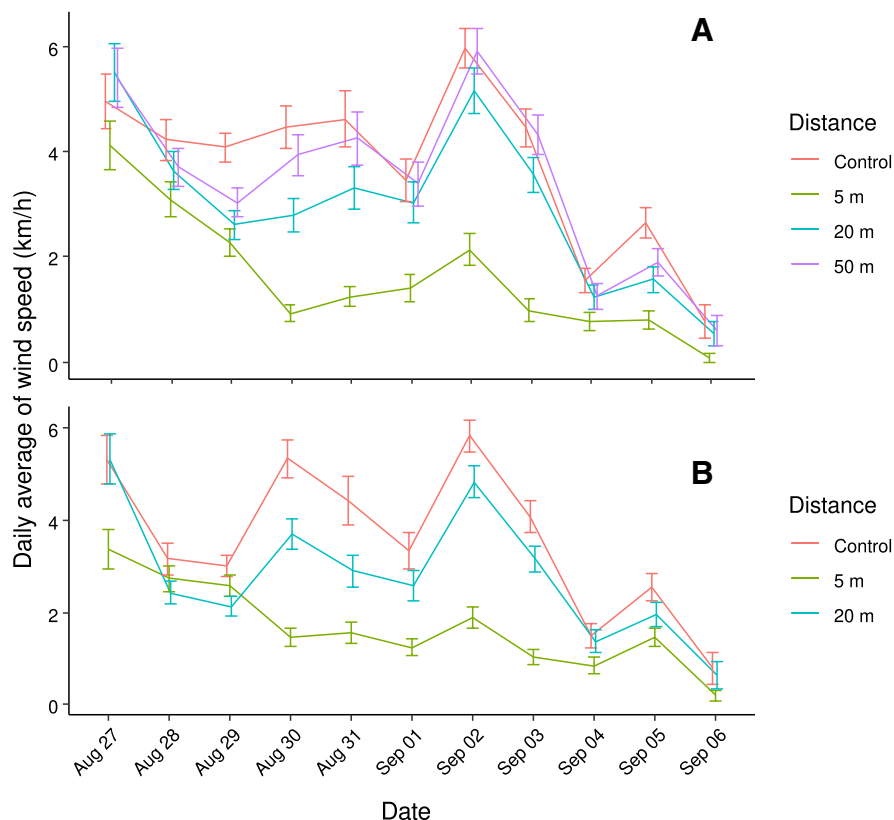 Daily average of wind speed (km/h)
A
6
4
2
0
Distance
Control
5 m
20 m
50 m
B
6
4
2
0
Distance
Control
5 m
20 m
Aug 27
Aug 28
Aug 29
Aug 30
Aug 31
Sep 01
Sep 02
Sep 03
Sep 04
Sep 05
Sep 06
Date